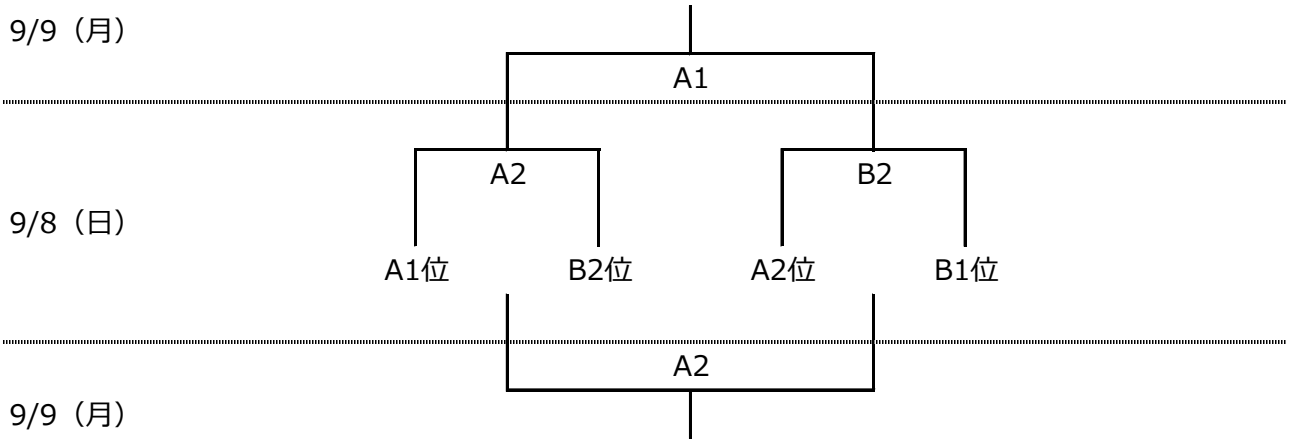 9/9（月）
A1
A2
B2
9/8（日）
A1位
B2位
A2位
B1位
A2
9/9（月）